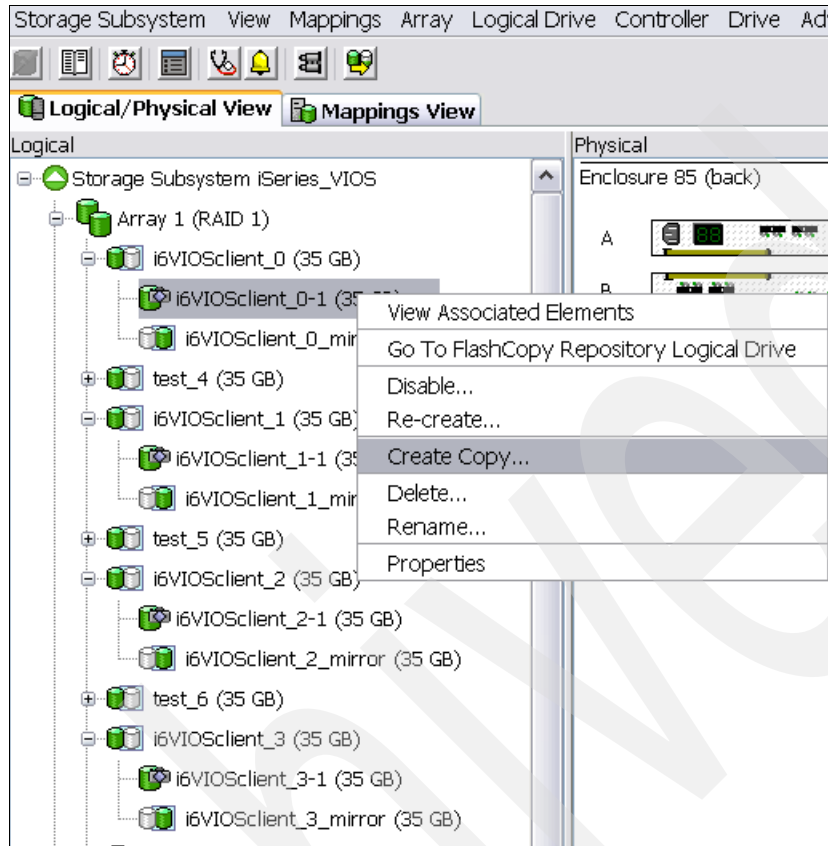 Storage Subsystem View Mappings Array Logical Drive Controller Drive
Logical/Physical View Mappings View
Logical
Physical
Storage Subsystem iSeries_VIOS
Array 1 (RAID 1)
i6VIOSclient_0 (35 GB)
i6VIOSclient_0-1 (35
i6VIOSclient_0_mir
test_4 (35 GB)
i6VIOSclient_1 (35 GB)
i6VIOSclient_1-1 (35
i6VIOSclient_1_mir
test_5 (35 GB)
i6VIOSclient_2 (35 GB)
i6VIOSclient_2-1 (35 GB)
i6VIOSclient_2_mirror (35 GB)
test_6 (35 GB)
i6VIOSclient_3 (35 GB)
i6VIOSclient_3-1 (35 GB)
i6VIOSclient_3_mirror (35 GB)
View Associated Elements
Go To FlashCopy Repository Logical Drive
Disable...
Re-create...
Create Copy...
Delete...
Rename...
Properties
Enclosure 85 (back)
A
B
88